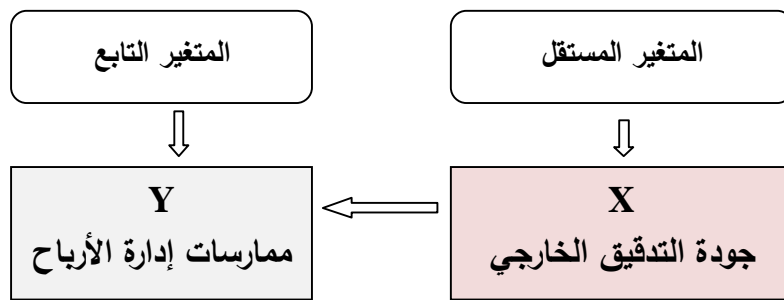 المتغير المستقل
المتغير التابع
X
جودة التدقيق الخارجي
Y
ممارسات إدارة الأرباح